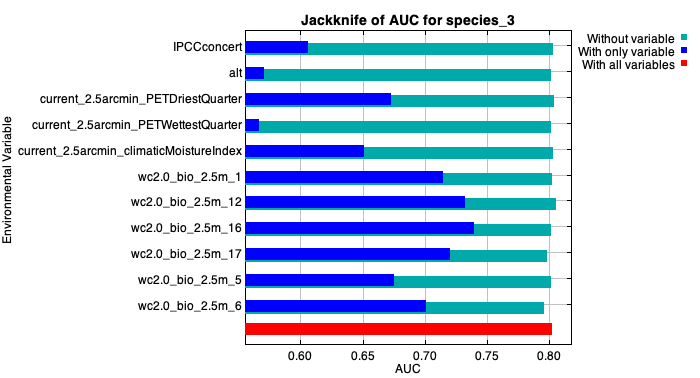 Jackknife of AUC for species_3
Without variable
With only variable
With all variables
Environmental Variable
IPCCconcert
alt
current_2.5arcmin_PETDriestQuarter
current_2.5arcmin_PETWettestQuarter
current_2.5arcmin_climaticMoistureIndex
wc2.0_bio_2.5m_1
wc2.0_bio_2.5m_12
wc2.0_bio_2.5m_16
wc2.0_bio_2.5m_17
wc2.0_bio_2.5m_5
wc2.0_bio_2.5m_6
0.60 0.65 0.70 0.75 0.80
AUC